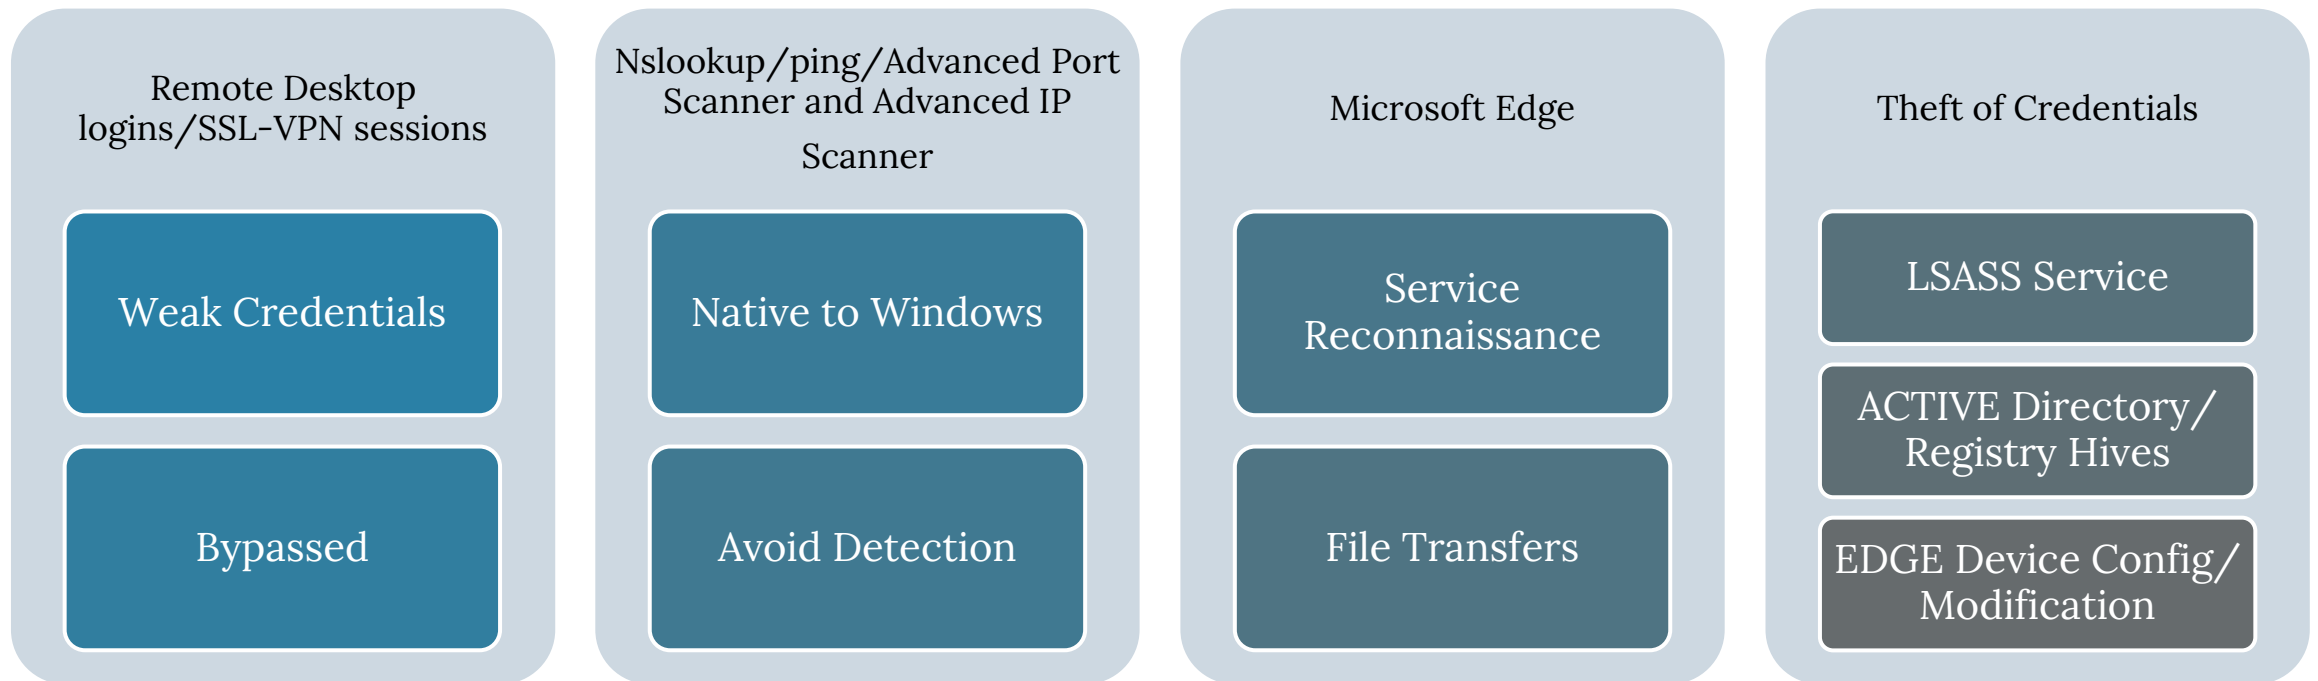 Remote Desktop
logins/SSL-VPN sessions
Weak Credentials
Bypassed
Nslookup/ping/Advanced Port
Scanner and Advanced IP
Scanner
Native to Windows
Avoid Detection
Microsoft Edge
Service
Reconnaissance
File Transfers
Theft of Credentials
LSASS Service
ACTIVE Directory/
Registry Hives
EDGE Device Config/
Modification